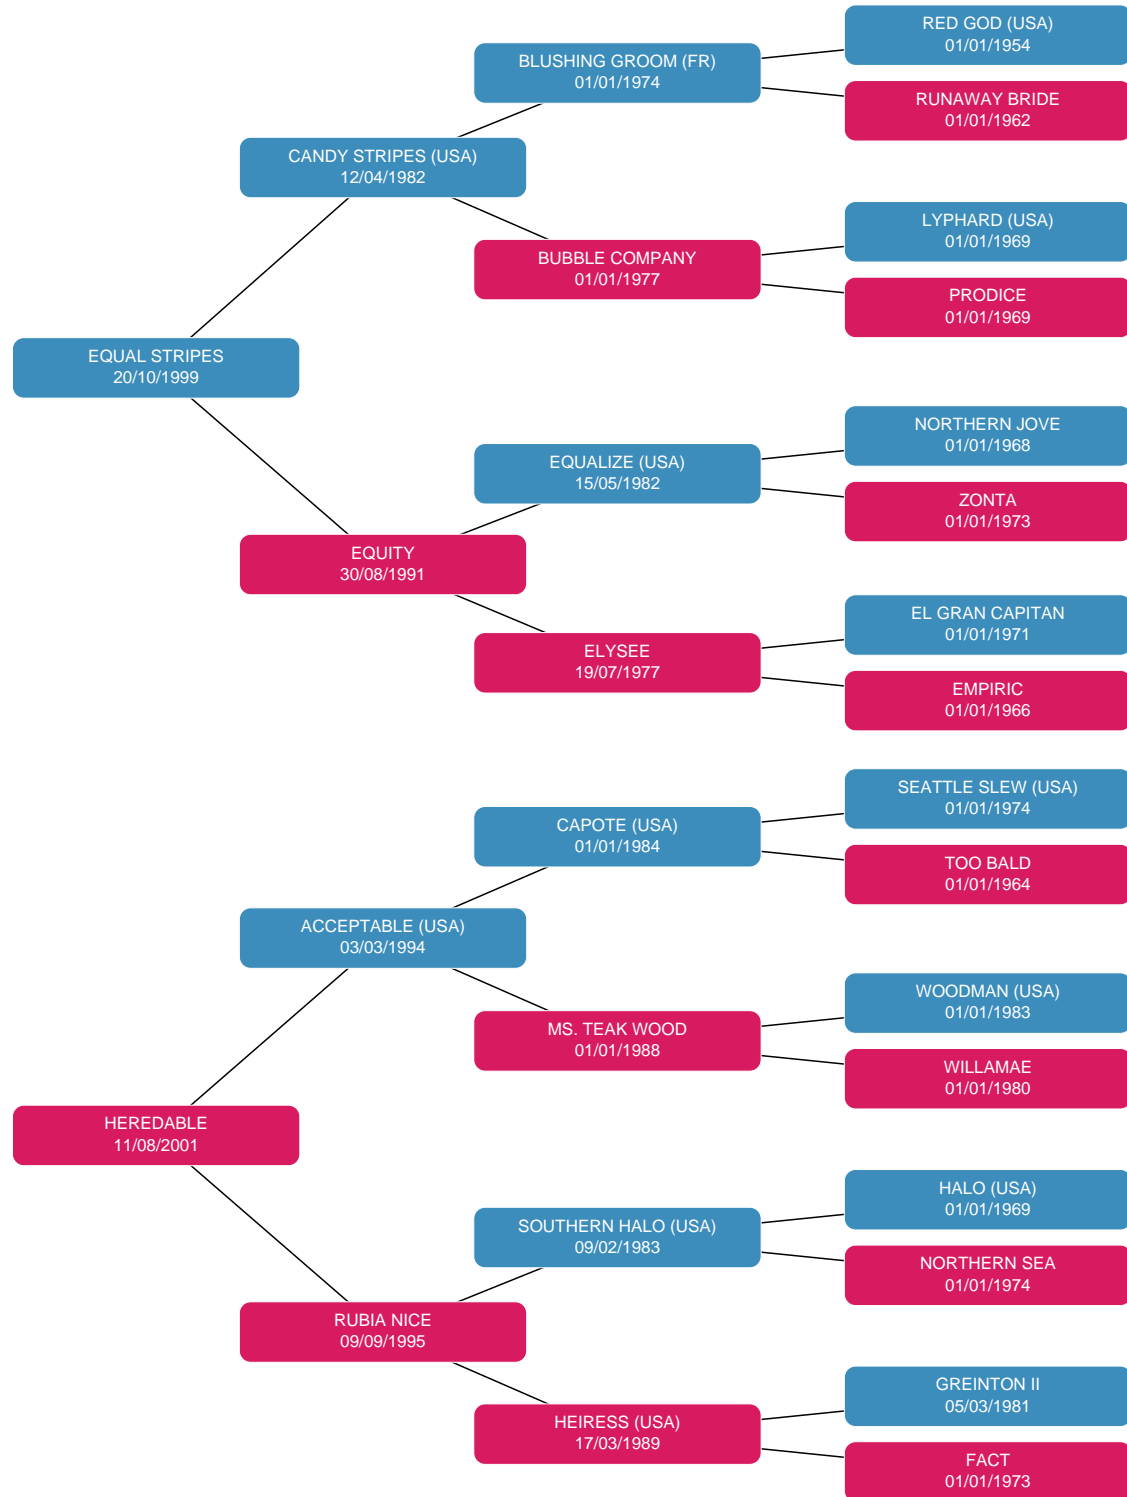 RED GOD (USA)
01/01/1954
BLUSHING GROOM (FR)
01/01/1974
RUNAWAY BRIDE
01/01/1962
CANDY STRIPES (USA)
12/04/1982
LYPHARD (USA)
01/01/1969
BUBBLE COMPANY
01/01/1977
PRODICE
01/01/1969
EQUAL STRIPES
20/10/1999
NORTHERN JOVE
01/01/1968
EQUALIZE (USA)
15/05/1982
ZONTA
01/01/1973
EQUITY
30/08/1991
EL GRAN CAPITAN
01/01/1971
ELYSEE
19/07/1977
EMPIRIC
01/01/1966
SEATTLE SLEW (USA)
01/01/1974
CAPOTE (USA)
01/01/1984
TOO BALD
01/01/1964
ACCEPTABLE (USA)
03/03/1994
WOODMAN (USA)
01/01/1983
MS. TEAK WOOD
01/01/1988
WILLAMAE
01/01/1980
HEREDABLE
11/08/2001
HALO (USA)
01/01/1969
SOUTHERN HALO (USA)
09/02/1983
NORTHERN SEA
01/01/1974
RUBIA NICE
09/09/1995
GREINTON II
05/03/1981
HEIRESS (USA)
17/03/1989
FACT
01/01/1973